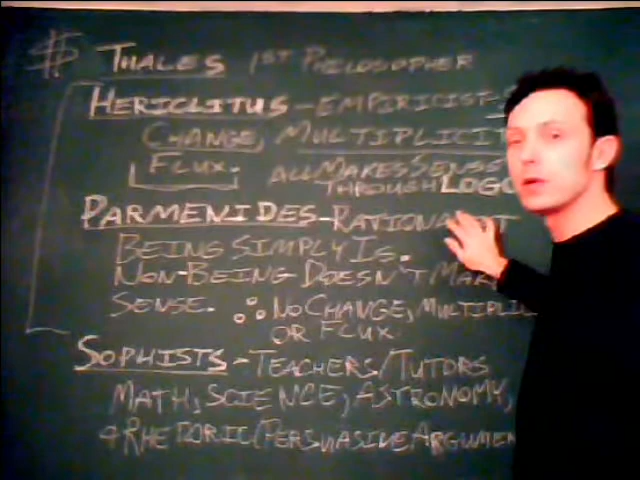 $ THALES 1ST PHILOSOPHER
HERICLITUS - EMPIRICIST-
CHANGE, MULTIPLICI
FLUX. ALL MAKES SENSE
THROUGH LOGO
PARMENIDES - RATIONA
BEING SIMPLY IS.
NON-BEING DOESN'T MAK
SENSE. ∴ NO CHANGE, MULTIPLIC
OR FLUX
SOPHISTS - TEACHERS/TUTORS
MATH, SCIENCE, ASTRONOMY,
+ RHETORIC (PERSUASIVE ARGUMEN